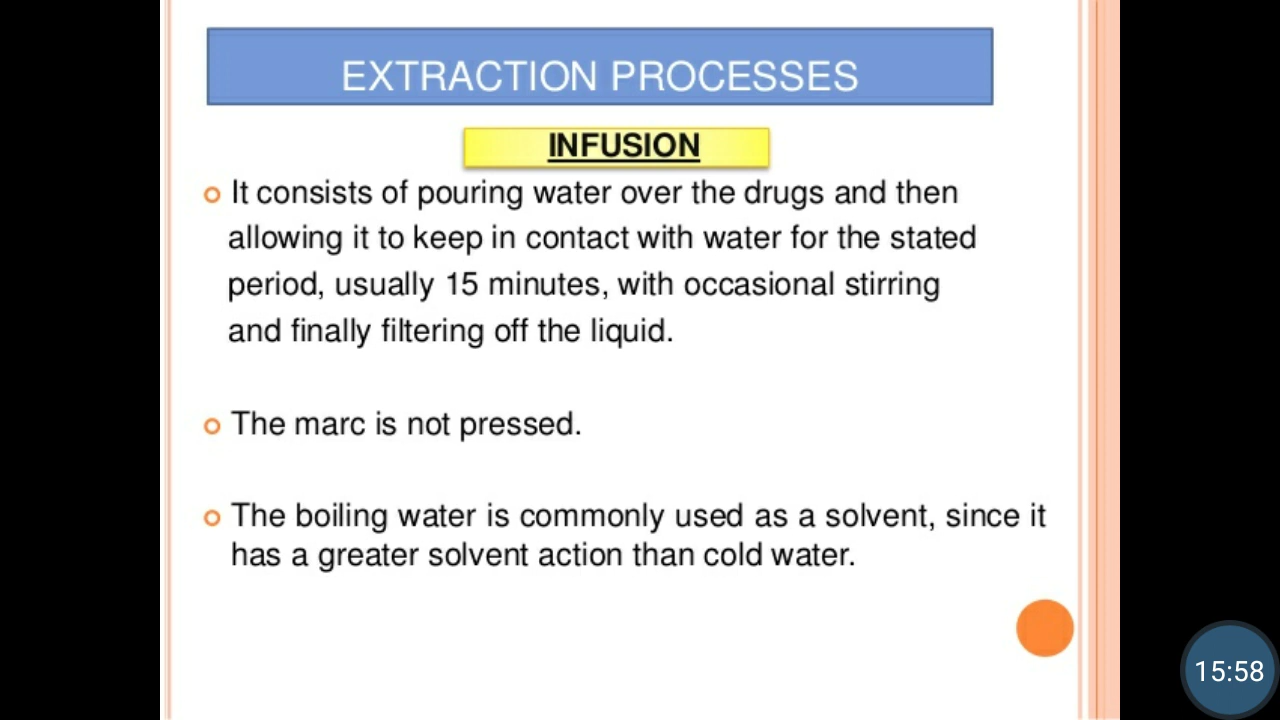 EXTRACTION PROCESSES
INFUSION
It consists of pouring water over the drugs and then
allowing it to keep in contact with water for the stated
period, usually 15 minutes, with occasional stirring
and finally filtering off the liquid.
The marc is not pressed.
The boiling water is commonly used as a solvent, since it
has a greater solvent action than cold water.
15:58